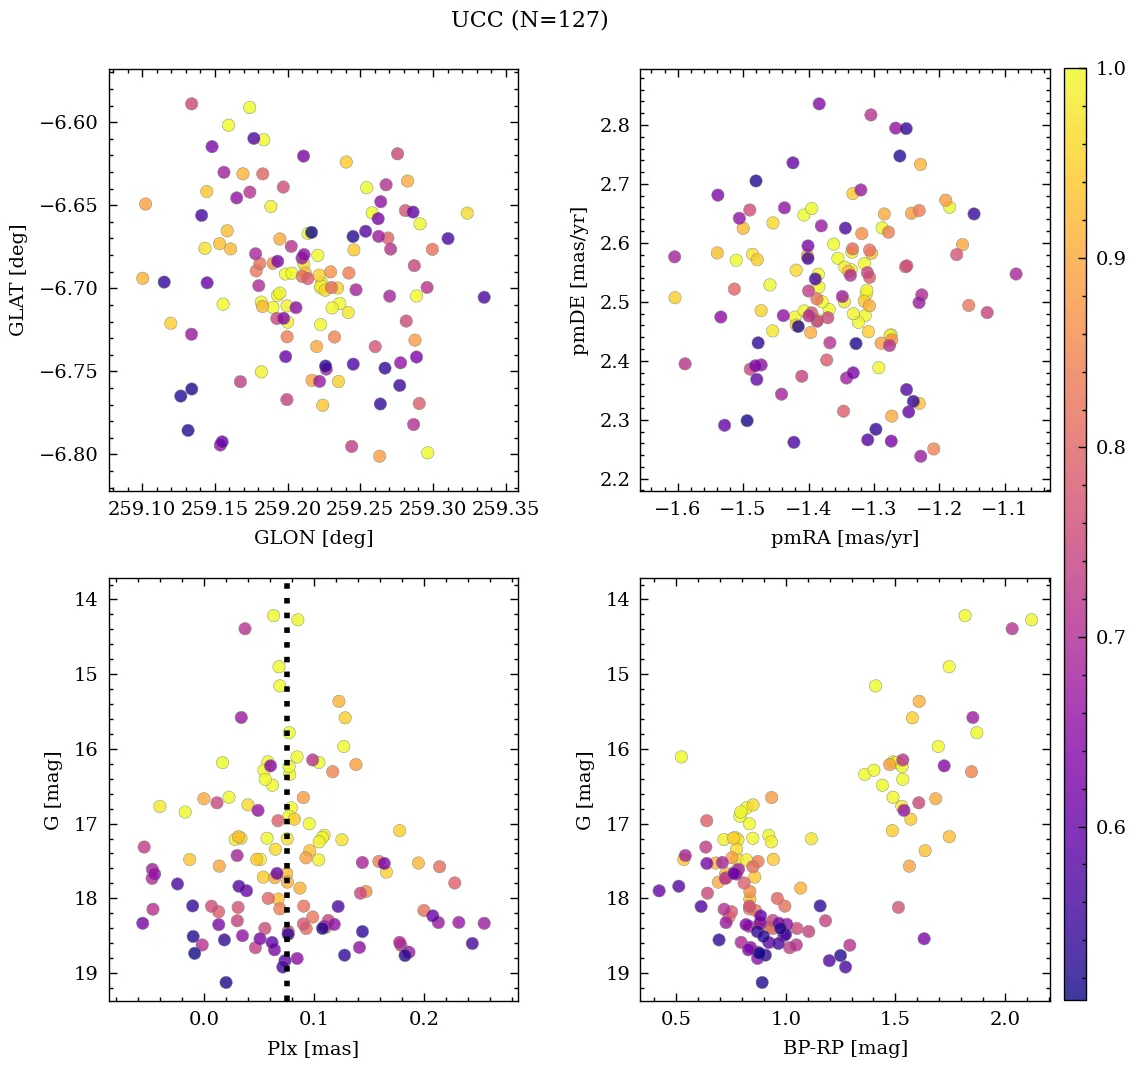 UCC (N=127)
−6.60
−6.65
−6.70
−6.75
−6.80
GLAT [deg]
259.10 259.15 259.20 259.25 259.30 259.35
GLON [deg]
2.8
2.7
2.6
2.5
2.4
2.3
2.2
pmDE [mas/yr]
−1.6 −1.5 −1.4 −1.3 −1.2 −1.1
pmRA [mas/yr]
14
15
16
17
18
19
G [mag]
0.0 0.1 0.2
Plx [mas]
14
15
16
17
18
19
G [mag]
0.5 1.0 1.5 2.0
BP-RP [mag]
1.0
0.9
0.8
0.7
0.6